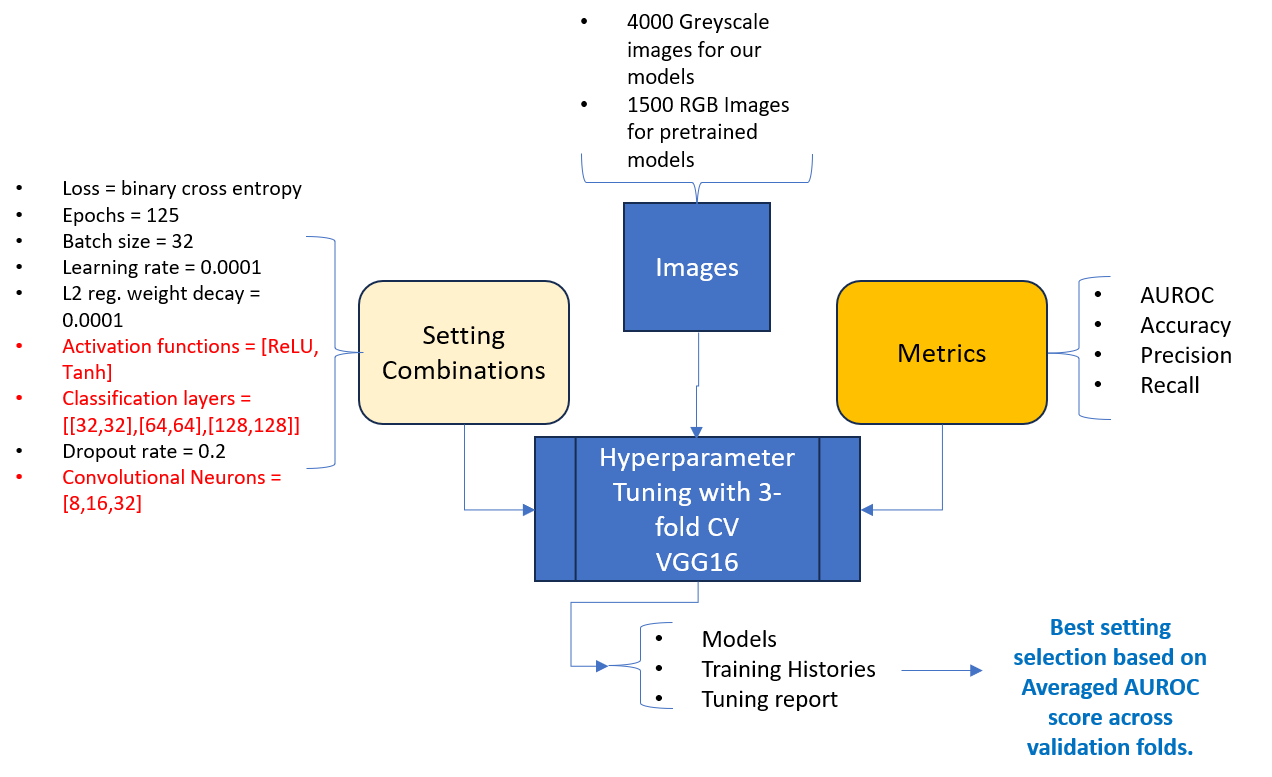 • 4000 Greyscale
images for our
models
• 1500 RGB Images
for pretrained
models
• Loss = binary cross entropy
• Epochs = 125
• Batch size = 32
• Learning rate = 0.0001
• L2 reg. weight decay =
0.0001
• Activation functions = [ReLU,
Tanh]
• Classification layers =
[[32,32],[64,64],[128,128]]
• Dropout rate = 0.2
• Convolutional Neurons =
[8,16,32]
Setting
Combinations
Images
Metrics
• AUROC
• Accuracy
• Precision
• Recall
Hyperparameter
Tuning with 3-
fold CV
VGG16
• Models
• Training Histories
• Tuning report
Best setting
selection based on
Averaged AUROC
score across
validation folds.